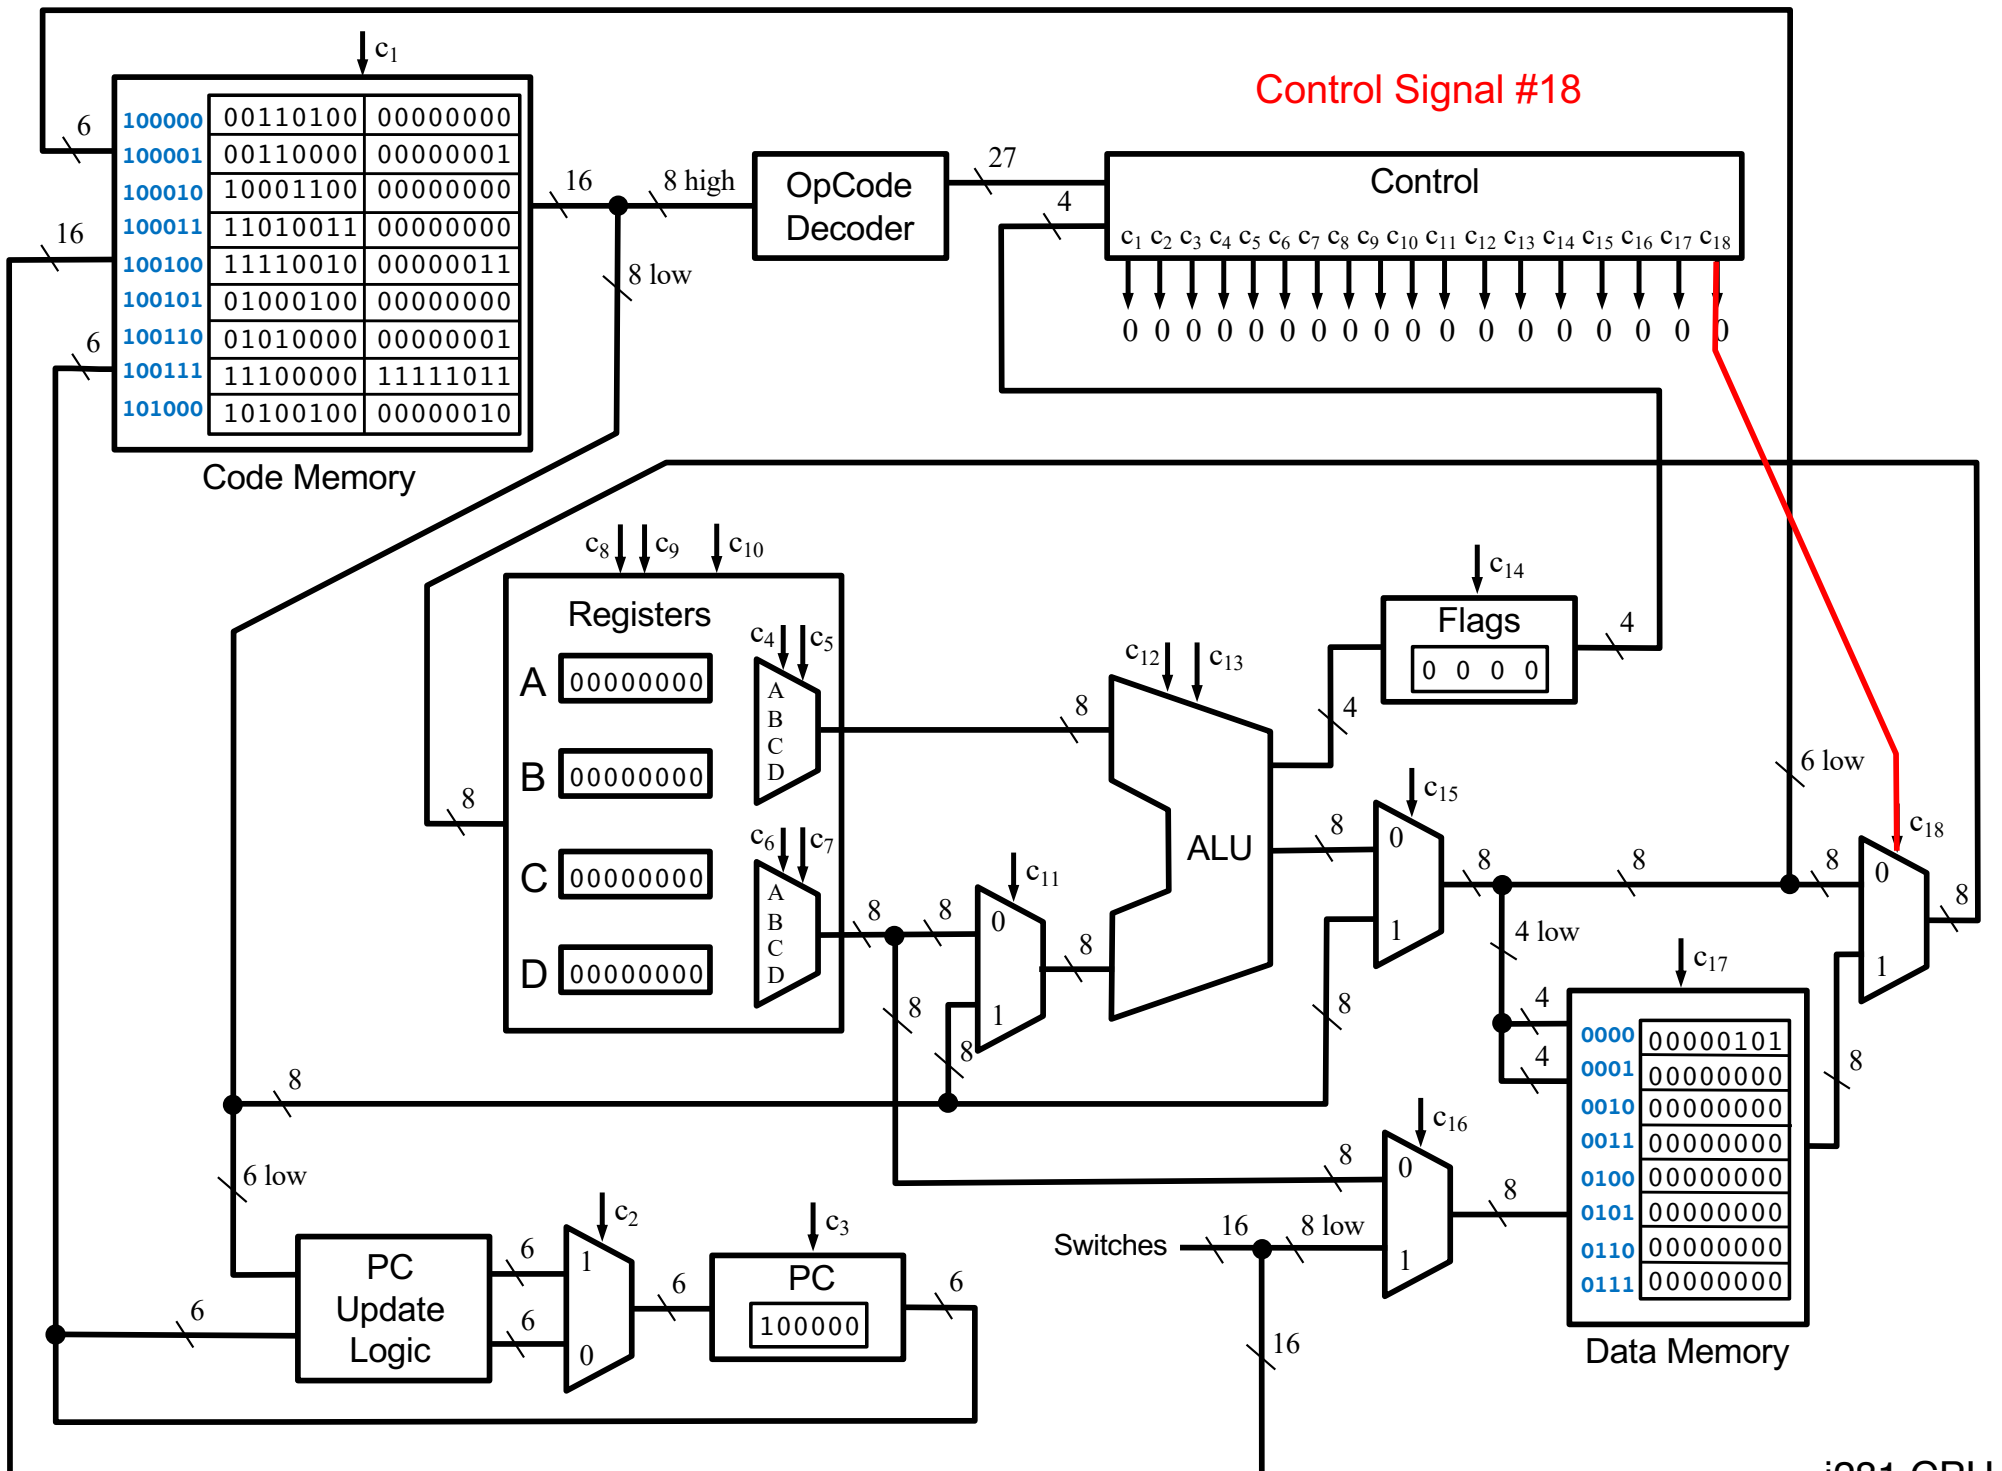 Control Signal #18
c1
100000 00110100 00000000
100001 00110000 00000001
100010 10001100 00000000
100011 11010011 00000000
100100 11110010 00000011
100101 01000100 00000000
100110 01010000 00000001
100111 11100000 11111011
101000 10100100 00000010
Code Memory
6
16
6
16
8 high
8 low
OpCode
Decoder
27
4
Control
c1 c2 c3 c4 c5 c6 c7 c8 c9 c10 c11 c12 c13 c14 c15 c16 c17 c18
0 0 0 0 0 0 0 0 0 0 0 0 0 0 0 0 0 0
c8 c9 c10
Registers
A 00000000
B 00000000
C 00000000
D 00000000
8
c4 c5
A
B
C
D
c6 c7
A
B
C
D
8
8
8
8
c11
0
1
8
8
8
c12 c13
ALU
c14
Flags
0 0 0 0
4
4
8
c15
0
1
8
8
8
8
6 low
4 low
4
4
c18
0
1
8
8
c17
0000 00000101
0001 00000000
0010 00000000
0011 00000000
0100 00000000
0101 00000000
0110 00000000
0111 00000000
Data Memory
c16
0
1
8
8
Switches
16
8 low
16
6 low
PC
Update
Logic
6
6
6
c2
1
0
6
c3
PC
100000
6